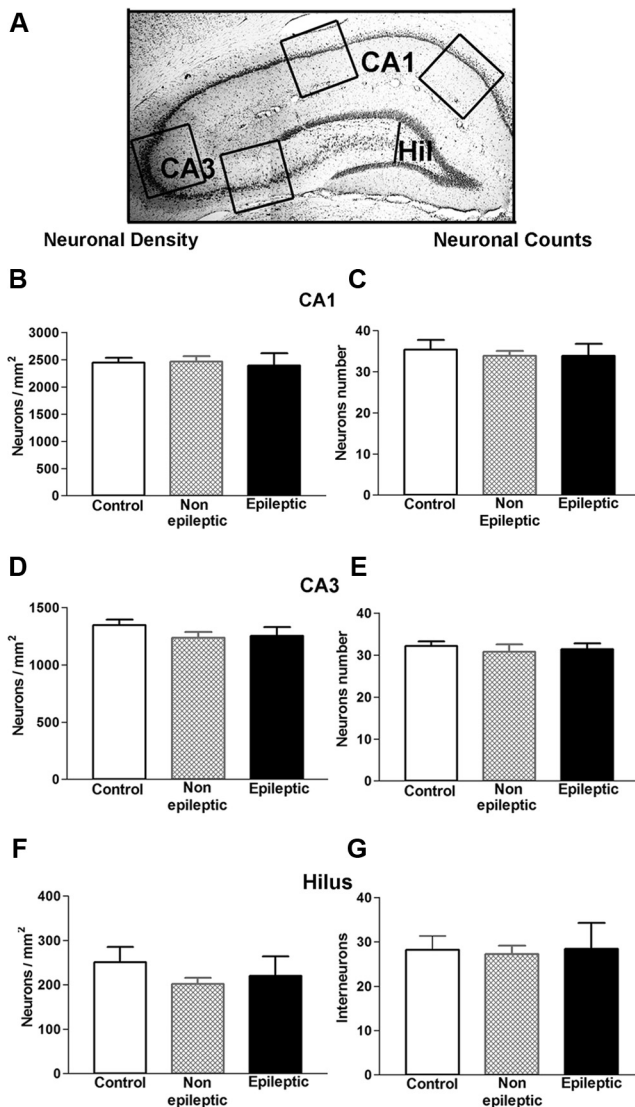 A
CA1
CA3
Hil
Neuronal Density
Neuronal Counts
B
C
CA1
3000
2500
2000
1500
1000
500
0
Neurons / mm²
Control
Non
epileptic
Epileptic
40
30
20
10
0
Neurons number
Control
Non
Epileptic
Epileptic
D
E
CA3
1500
1000
500
0
Neurons / mm²
Control
Non
epileptic
Epileptic
40
30
20
10
0
Neurons number
Control
Non
epileptic
Epileptic
F
G
Hilus
400
300
200
100
0
Neurons / mm²
Control
Non
epileptic
Epileptic
40
30
20
10
0
Interneurons
Control
Non
epileptic
Epileptic